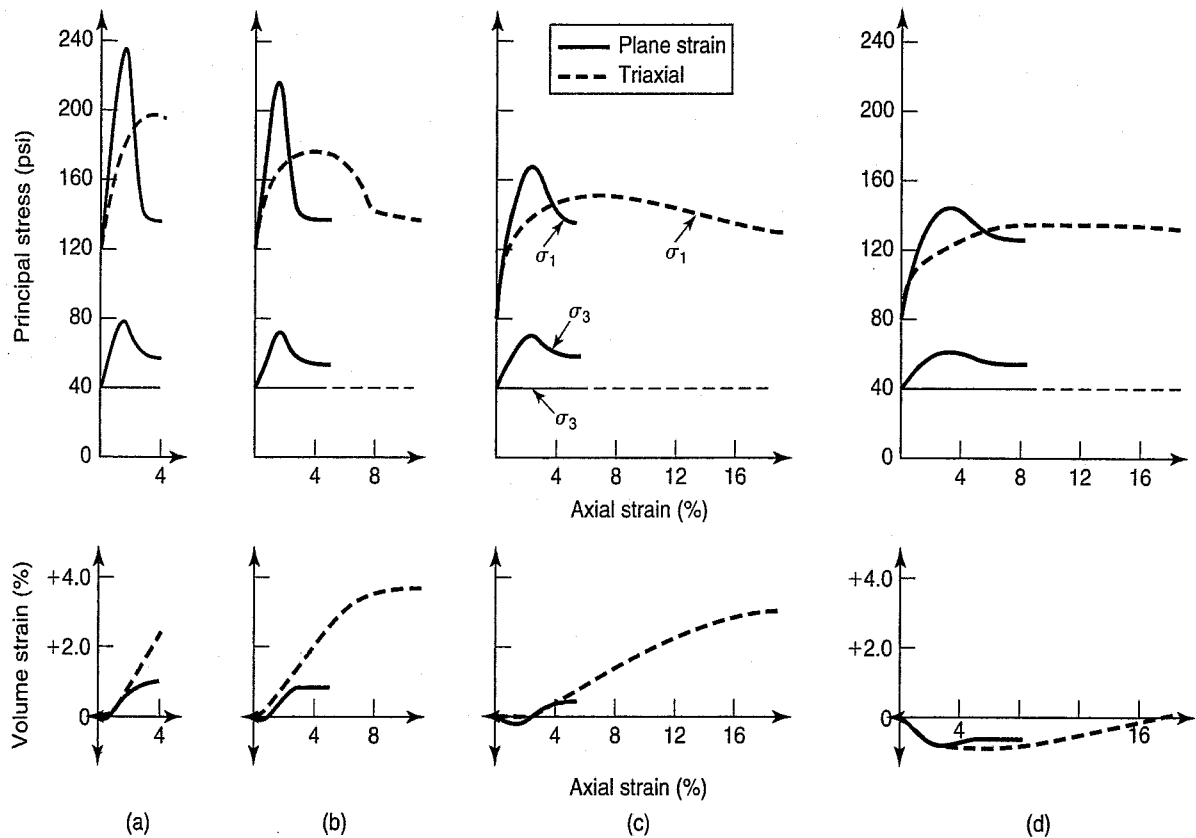 Principal stress (psi)
240
200
160
120
80
40
0
4
4 8
Plane strain
Triaxial
σ1
σ1
σ3
σ3
4 8 12 16
Axial strain (%)
240
200
160
120
80
40
0
4 8 12 16
Volume strain (%)
+4.0
+2.0
0
4
4 8
4 8 12 16
Axial strain (%)
+4.0
+2.0
0
4
16
(a) (b) (c) (d)